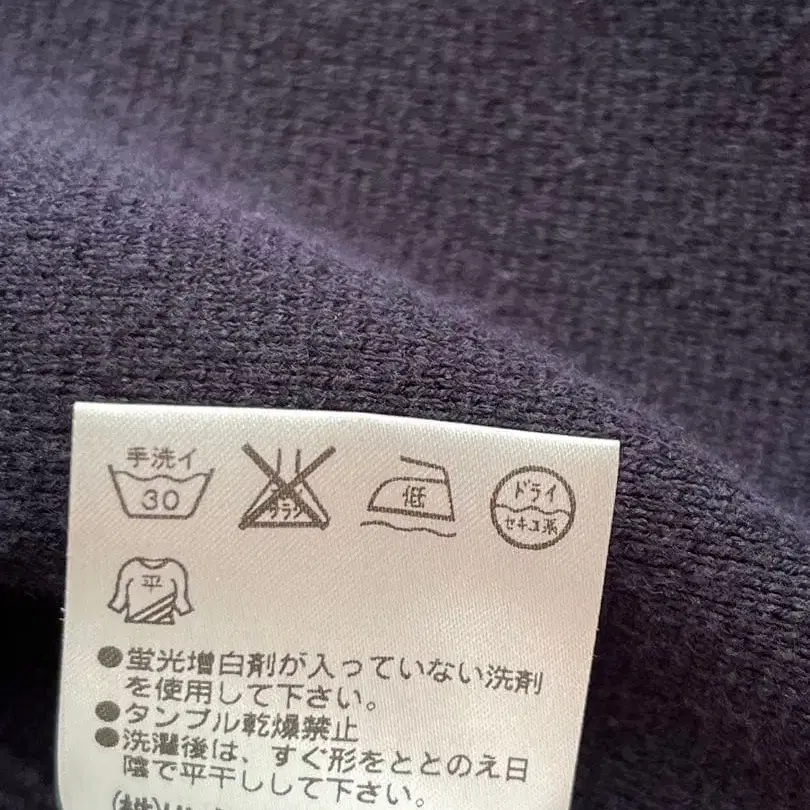 手洗イ
30
エンソサラシ
低
ドライ
セキユ系
平
●蛍光増白剤が入っていない洗剤
を使用して下さい。
●タンブル乾燥禁止
●洗濯後は、すぐ形をととのえ日
陰で平干しして下さい。
(株)